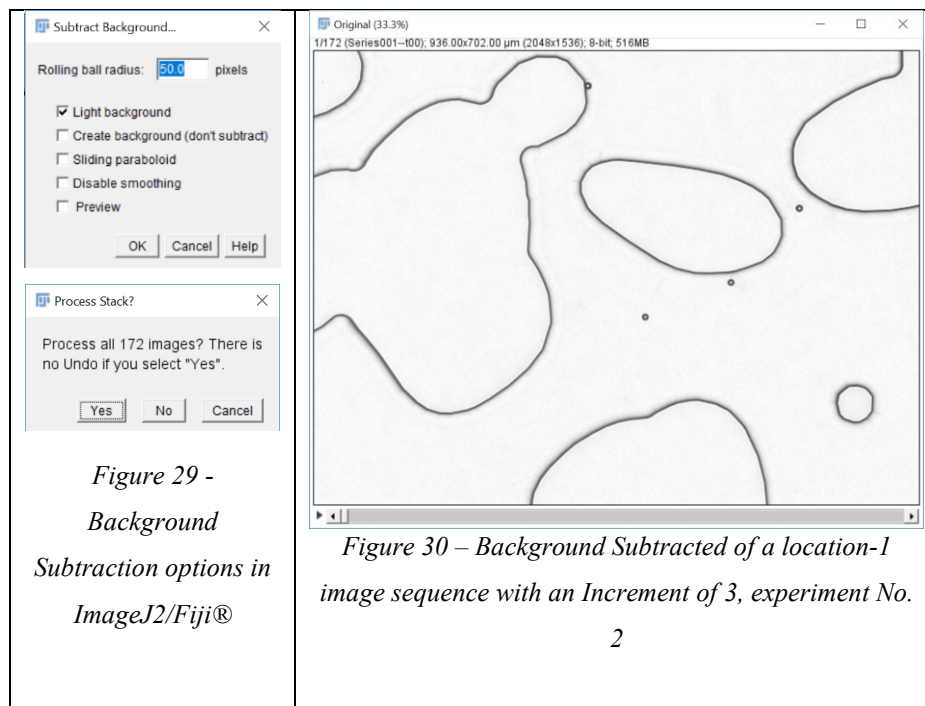 Subtract Background...
Rolling ball radius: 50.0 pixels
Light background
Create background (don't subtract)
Sliding paraboloid
Disable smoothing
Preview
OK Cancel Help
Process Stack?
Process all 172 images? There is
no Undo if you select "Yes".
Yes No Cancel
Figure 29 -
Background
Subtraction options in
ImageJ2/Fiji®
Original (33.3%)
1/172 (Series001--t00); 936.00x702.00 µm (2048x1536); 8-bit; 516MB
Figure 30 – Background Subtracted of a location-1
image sequence with an Increment of 3, experiment No.
2